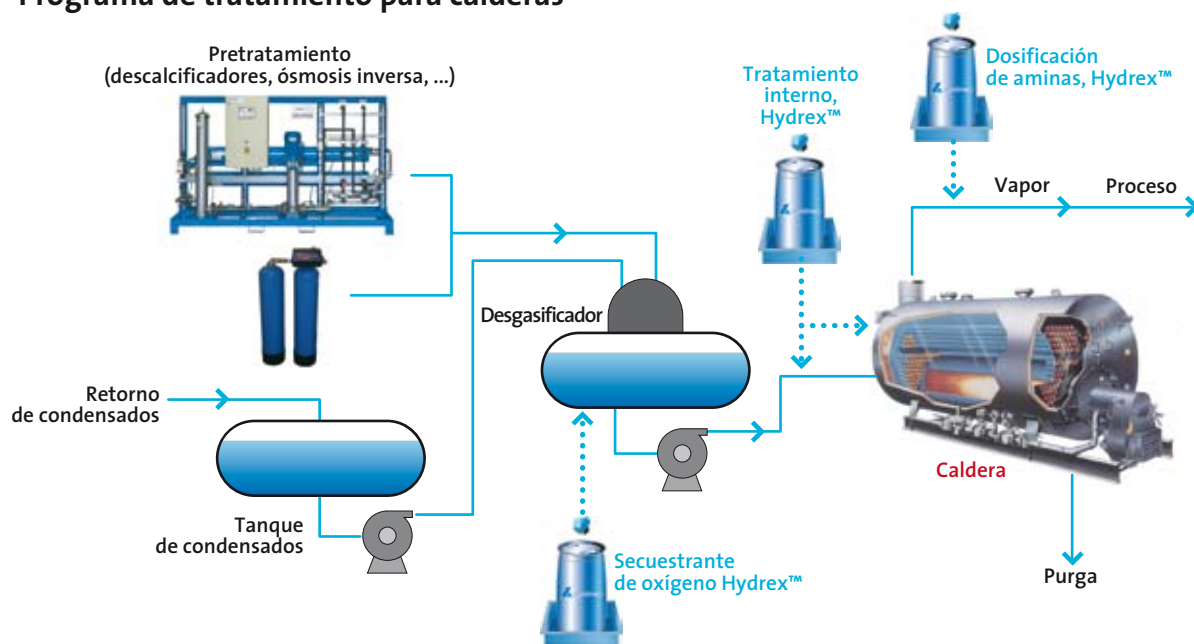 Programa de tratamiento para calderas
Pretratamiento
(descalcificadores, ósmosis inversa, ...)
Tratamiento
interno,
Hydrex™
Dosificación
de aminas, Hydrex™
Vapor
Proceso
Desgasificador
Retorno
de condensados
Caldera
Tanque
de condensados
Secuestrante
de oxígeno Hydrex™
Purga